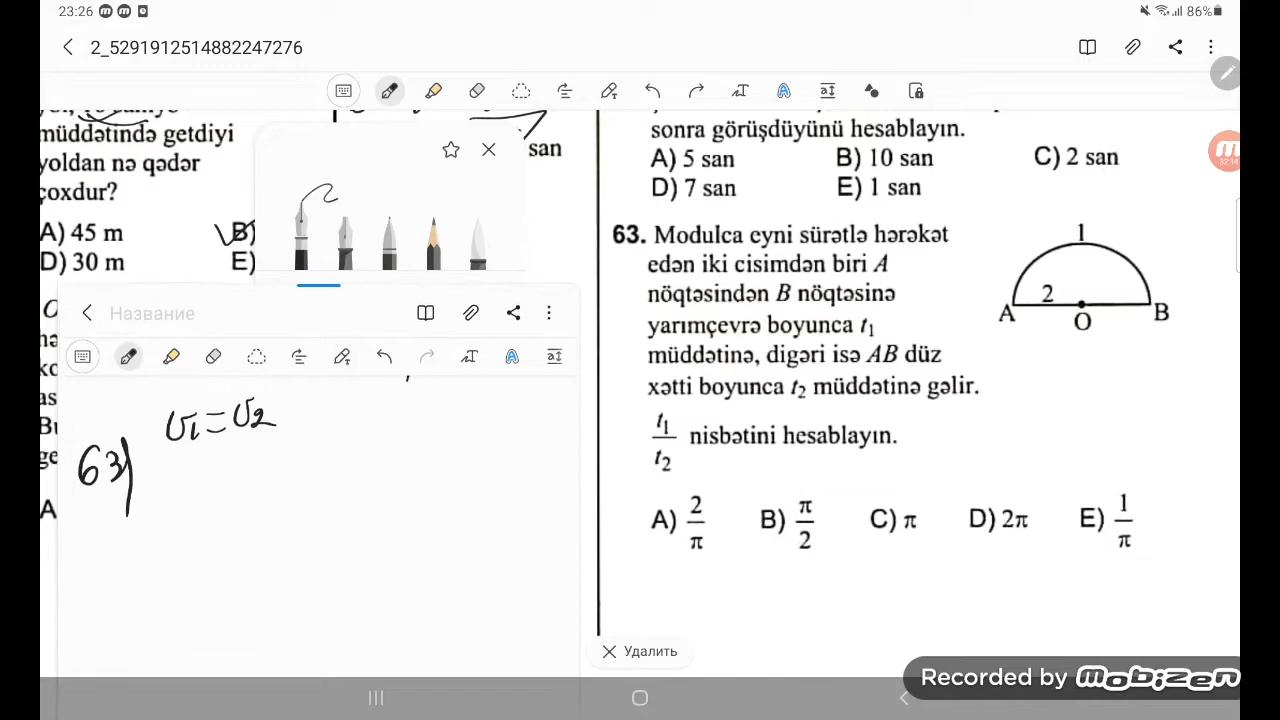 23:26
86%
2_5291912514882247276
müddətində getdiyi
yoldan nə qədər
çoxdur?
A) 45 m
B)
D) 30 m
E)
san
Название
63)
υ1=υ2
A
sonra görüşdüyünü hesablayın.
A) 5 san
B) 10 san
C) 2 san
D) 7 san
E) 1 san
63. Modulca eyni sürətlə hərəkət
edən iki cisimdən biri A
nöqtəsindən B nöqtəsinə
yarımçevrə boyunca t1
müddətinə, digəri isə AB düz
xətti boyunca t2 müddətinə gəlir.
t1/t2 nisbətini hesablayın.
A) 2/π
B) π/2
C) π
D) 2π
E) 1/π
1
2
A
O
B
Удалить
Recorded by
mobizen